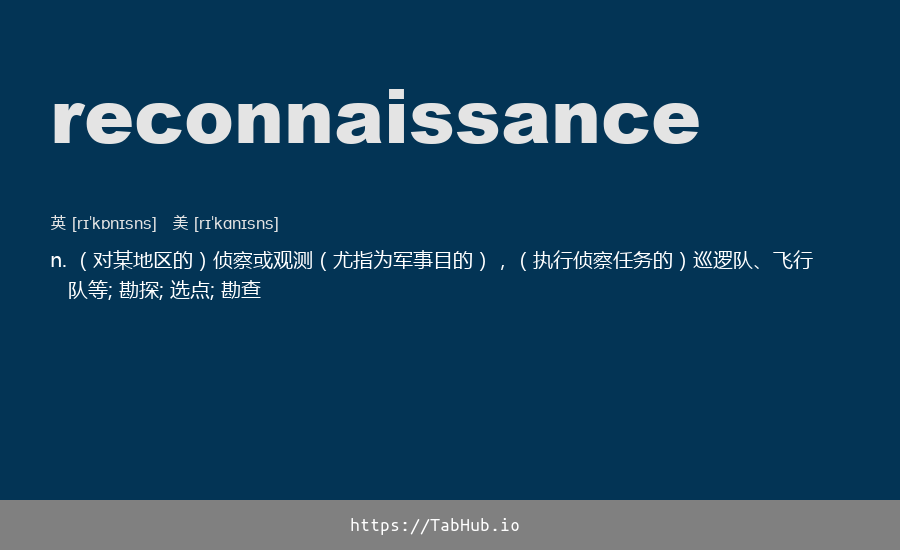 reconnaissance
英 [rɪˈkɒnɪsns] 美 [rɪˈkɑnɪsns]
n. （对某地区的）侦察或观测（尤指为军事目的），（执行侦察任务的）巡逻队、飞行
队等; 勘探; 选点; 勘查
https://TabHub.io